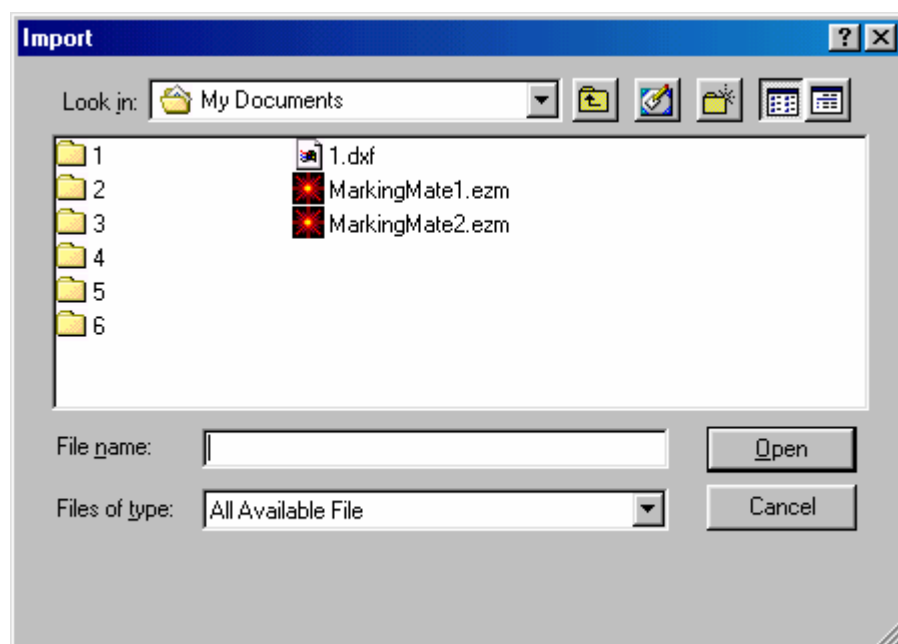 Import
Look in: My Documents
1
2
3
4
5
6
1.dxf
MarkingMate1.ezm
MarkingMate2.ezm
File name:
Open
Files of type: All Available File
Cancel